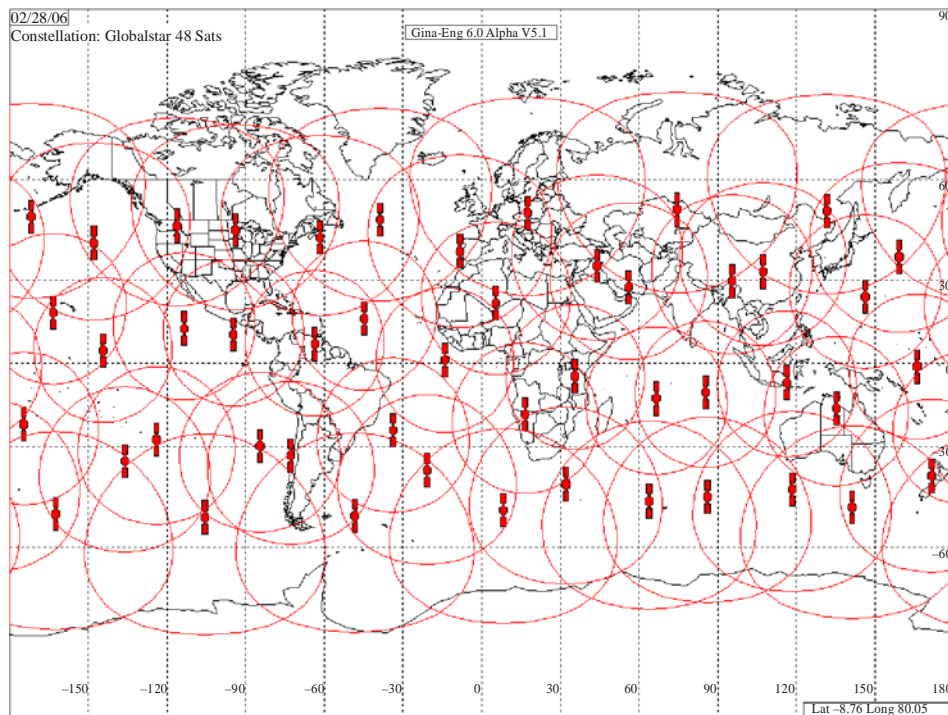 02/28/06
Constellation: Globalstar 48 Sats
Gina-Eng 6.0 Alpha V5.1
90
60
30
0
–30
–60
–150 –120 –90 –60 –30 0 30 60 90 120 150 180
Lat –8.76 Long 80.05